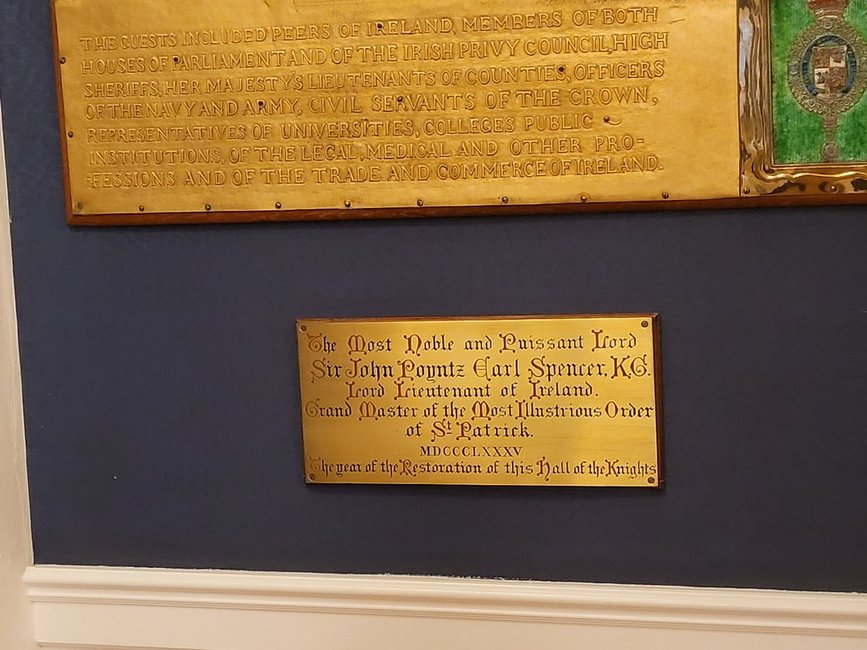 THE GUESTS INCLUDED PEERS OF IRELAND, MEMBERS OF BOTH
HOUSES OF PARLIAMENT AND OF THE IRISH PRIVY COUNCIL, HIGH
SHERIFFS, HER MAJESTY'S LIEUTENANTS OF COUNTIES, OFFICERS
OF THE NAVY AND ARMY, CIVIL SERVANTS OF THE CROWN,
REPRESENTATIVES OF UNIVERSITIES, COLLEGES PUBLIC
INSTITUTIONS, OF THE LEGAL, MEDICAL AND OTHER PRO-
-FESSIONS AND OF THE TRADE AND COMMERCE OF IRELAND.
The Most Noble and Puissant Lord
Sir John Poyntz Earl Spencer, K.G.
Lord Lieutenant of Ireland.
Grand Master of the Most Illustrious Order
of St Patrick.
MDCCCLXXXV
The year of the Restoration of this Hall of the Knights